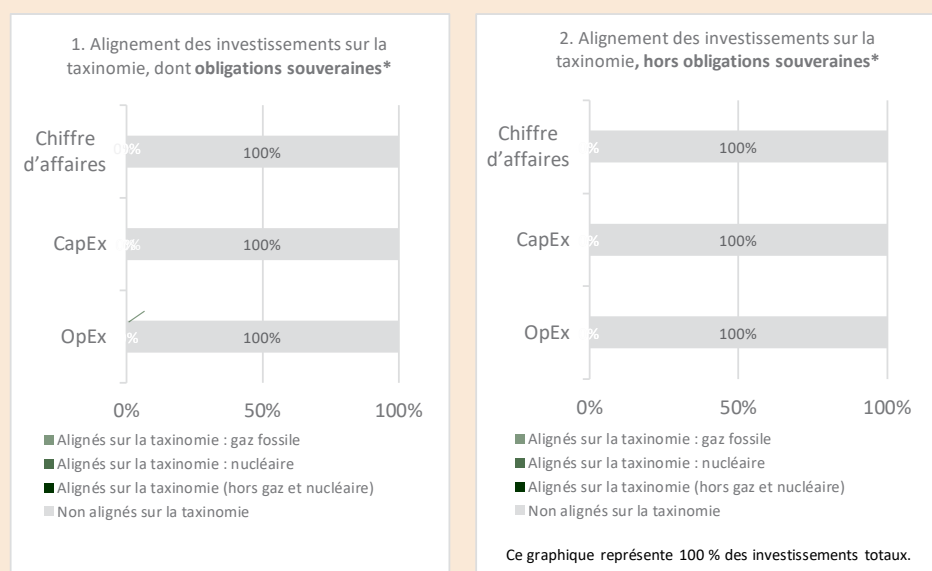 1. Alignement des investissements sur la
taxinomie, dont obligations souveraines*
Chiffre
d'affaires
100%
CapEx
100%
OpEx
100%
0%
50%
100%
Alignés sur la taxinomie : gaz fossile
Alignés sur la taxinomie : nucléaire
Alignés sur la taxinomie (hors gaz et nucléaire)
Non alignés sur la taxinomie
2. Alignement des investissements sur la
taxinomie, hors obligations souveraines*
Chiffre
d'affaires
100%
CapEx
100%
OpEx
100%
0%
50%
100%
Alignés sur la taxinomie : gaz fossile
Alignés sur la taxinomie : nucléaire
Alignés sur la taxinomie (hors gaz et nucléaire)
Non alignés sur la taxinomie
Ce graphique représente 100 % des investissements totaux.